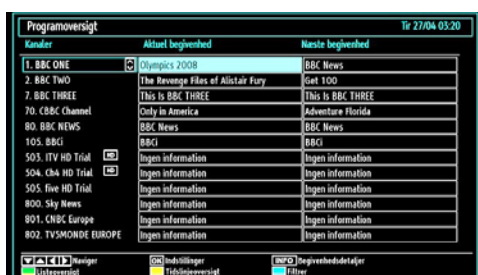 Programoversigt Tir 27/04 03:20
Kanaler Aktuel begivenhed Næste begivenhed
1. BBC ONE Olympics 2008 BBC News
2. BBC TWO The Revenge Files of Alistair Fury Get 100
7. BBC THREE This Is BBC THREE This Is BBC THREE
70. CBBC Channel Only in America Adventure Florida
80. BBC NEWS BBC News BBC News
105. BBCi BBCi BBCi
503. ITV HD Trial HD Ingen information Ingen information
504. Ch4 HD Trial HD Ingen information Ingen information
505. five HD Trial Ingen information Ingen information
800. Sky News Ingen information Ingen information
801. CNBC Europe Ingen information Ingen information
802. TV5MONDE EUROPE Ingen information Ingen information
Naviger OK Indstillinger INFO Begivenhedsdetaljer
Listeoversigt Tidslinjeoversigt Filtrer